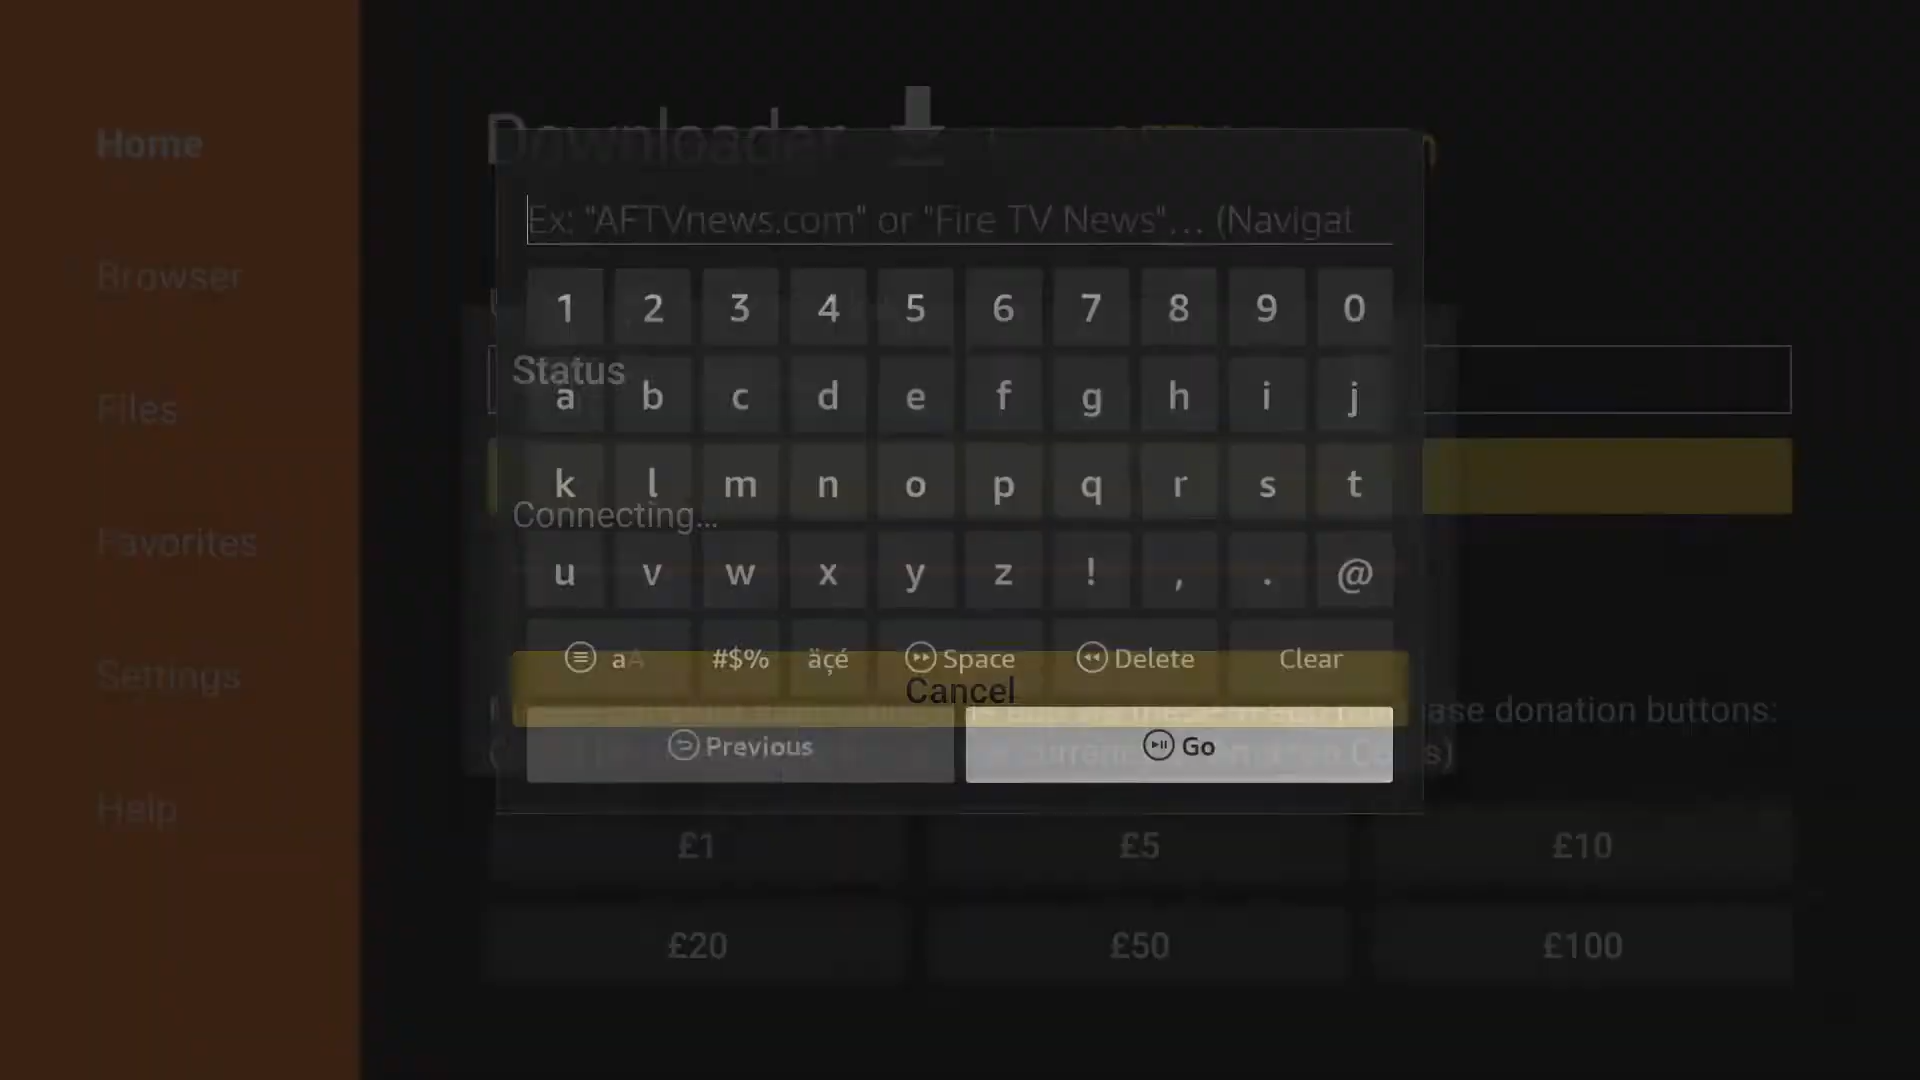 Home
Browser
Files
Favorites
Settings
Help
Downloader
Ex: "AFTVnews.com" or "Fire TV News"... (Navigat
1 2 3 4 5 6 7 8 9 0
Status
a b c d e f g h i j
k l m n o p q r s t
Connecting...
u v w x y z ! , . @
aA #$% äçé Space Delete Clear
Cancel
Previous Go
donation buttons:
£1 £5 £10
£20 £50 £100